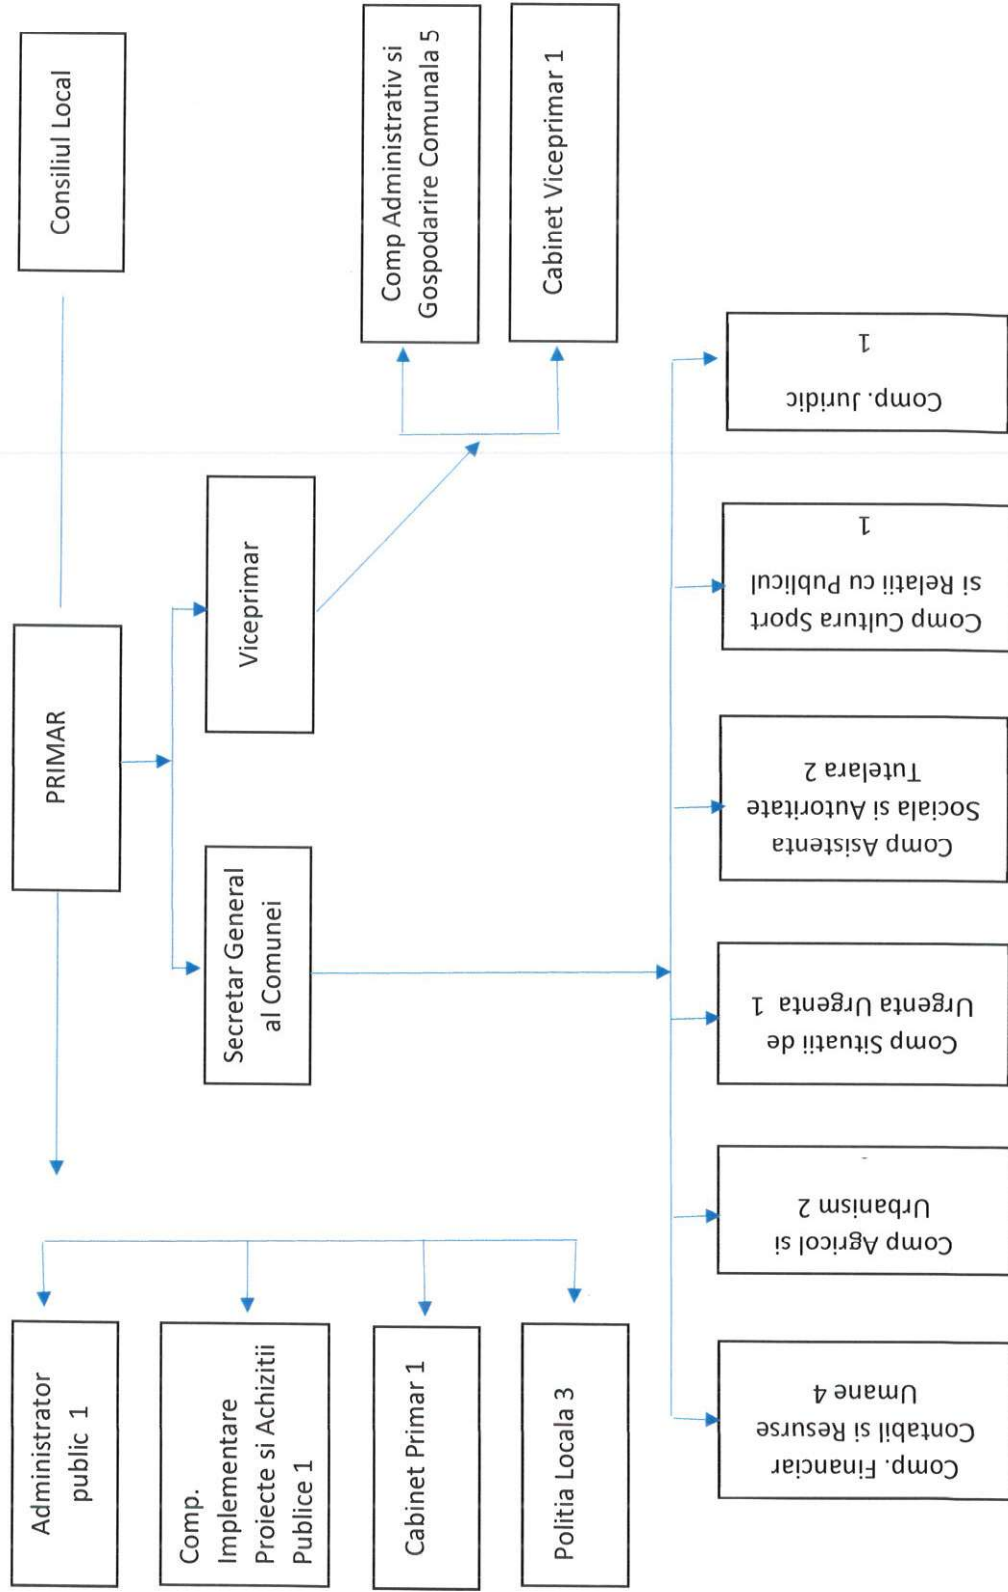 Consiliul Local
PRIMAR
Administrator
public 1
Comp.
Implementare
Proiecte si Achizitii
Publice 1
Cabinet Primar 1
Politia Locala 3
Secretar General
al Comunei
Viceprimar
Comp Administrativ si
Gospodarire Comunala 5
Cabinet Viceprimar 1
Comp. Financiar
Contabil si Resurse
Umane 4
Comp Agricol si
Urbanism 2
Comp Situatii de
Urgenta Urgenta 1
Comp Asistenta
Sociala si Autoritate
Tutelara 2
Comp Cultura Sport
si Relatii cu Publicul
1
Comp. Juridic
1